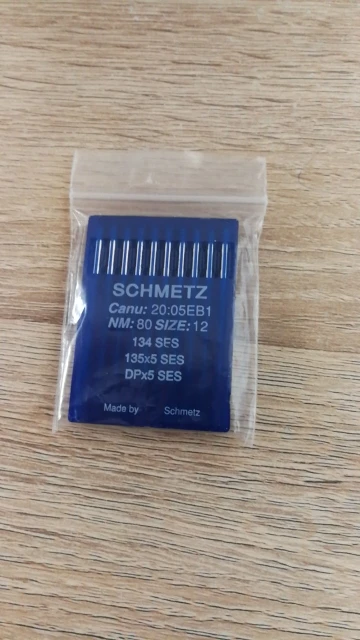 SCHMETZ
Canu: 20:05EB1
NM: 80 SIZE: 12
134 SES
135x5 SES
DPx5 SES
Made by Schmetz